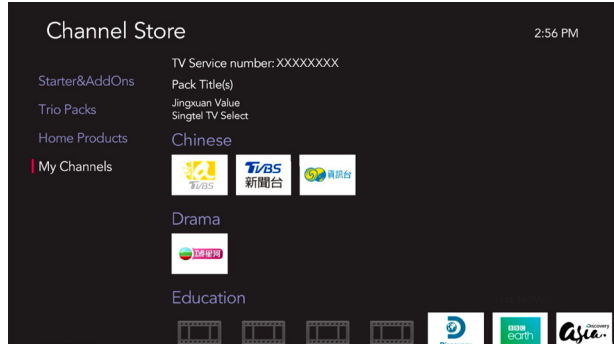 Channel Store
2:56 PM
Starter&AddOns
Trio Packs
Home Products
My Channels
TV Service number: XXXXXXXX
Pack Title(s)
Jingxuan Value
Singtel TV Select
Chinese
TVBS
TVBS
新聞台
資訊台
Drama
Education
Discovery
BBC
earth
Discovery
asia